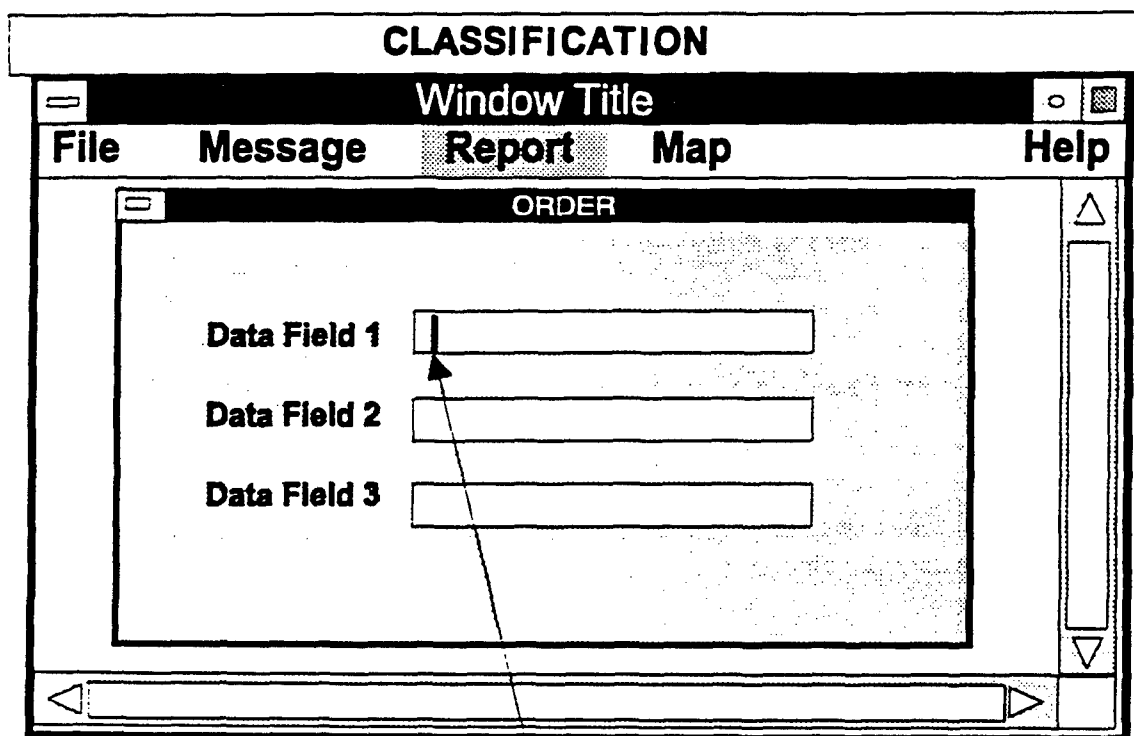 CLASSIFICATION
Window Title
File Message Report Map Help
ORDER
Data Field 1
Data Field 2
Data Field 3